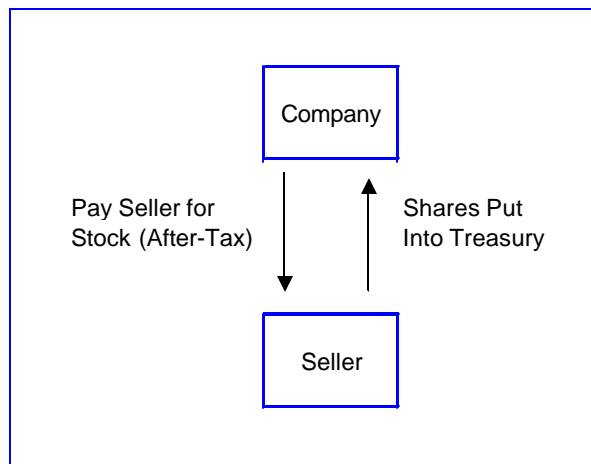 Company
Pay Seller for
Stock (After-Tax)
Shares Put
Into Treasury
Seller